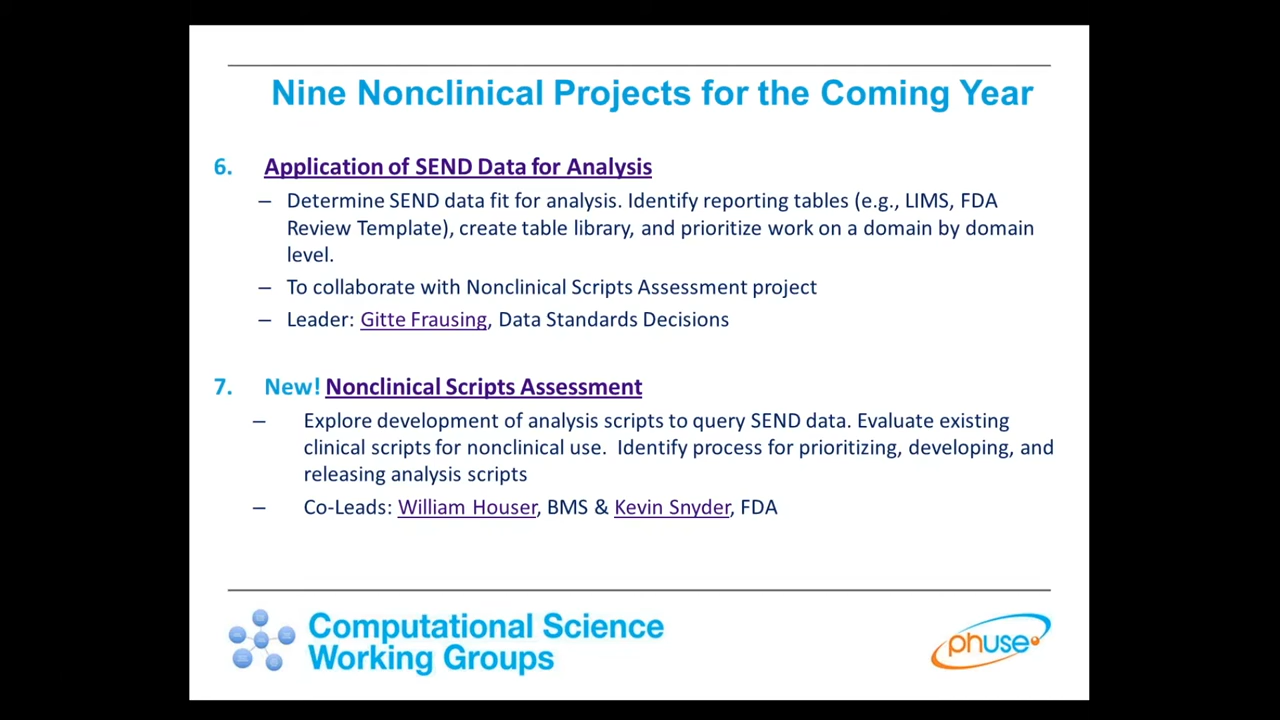 Nine Nonclinical Projects for the Coming Year
6. Application of SEND Data for Analysis
– Determine SEND data fit for analysis. Identify reporting tables (e.g., LIMS, FDA
Review Template), create table library, and prioritize work on a domain by domain
level.
– To collaborate with Nonclinical Scripts Assessment project
– Leader: Gitte Frausing, Data Standards Decisions
7. New! Nonclinical Scripts Assessment
– Explore development of analysis scripts to query SEND data. Evaluate existing
clinical scripts for nonclinical use.  Identify process for prioritizing, developing, and
releasing analysis scripts
– Co-Leads: William Houser, BMS & Kevin Snyder, FDA
Computational Science
Working Groups
phuse